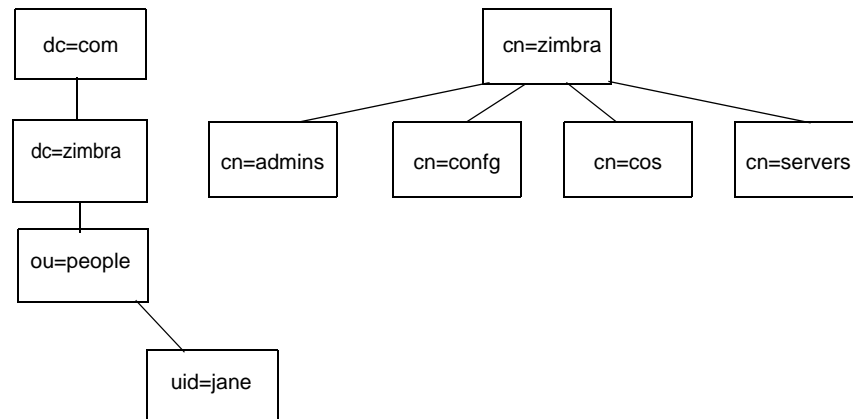 dc=com
cn=zimbra
dc=zimbra
cn=admins
cn=confg
cn=cos
cn=servers
ou=people
uid=jane